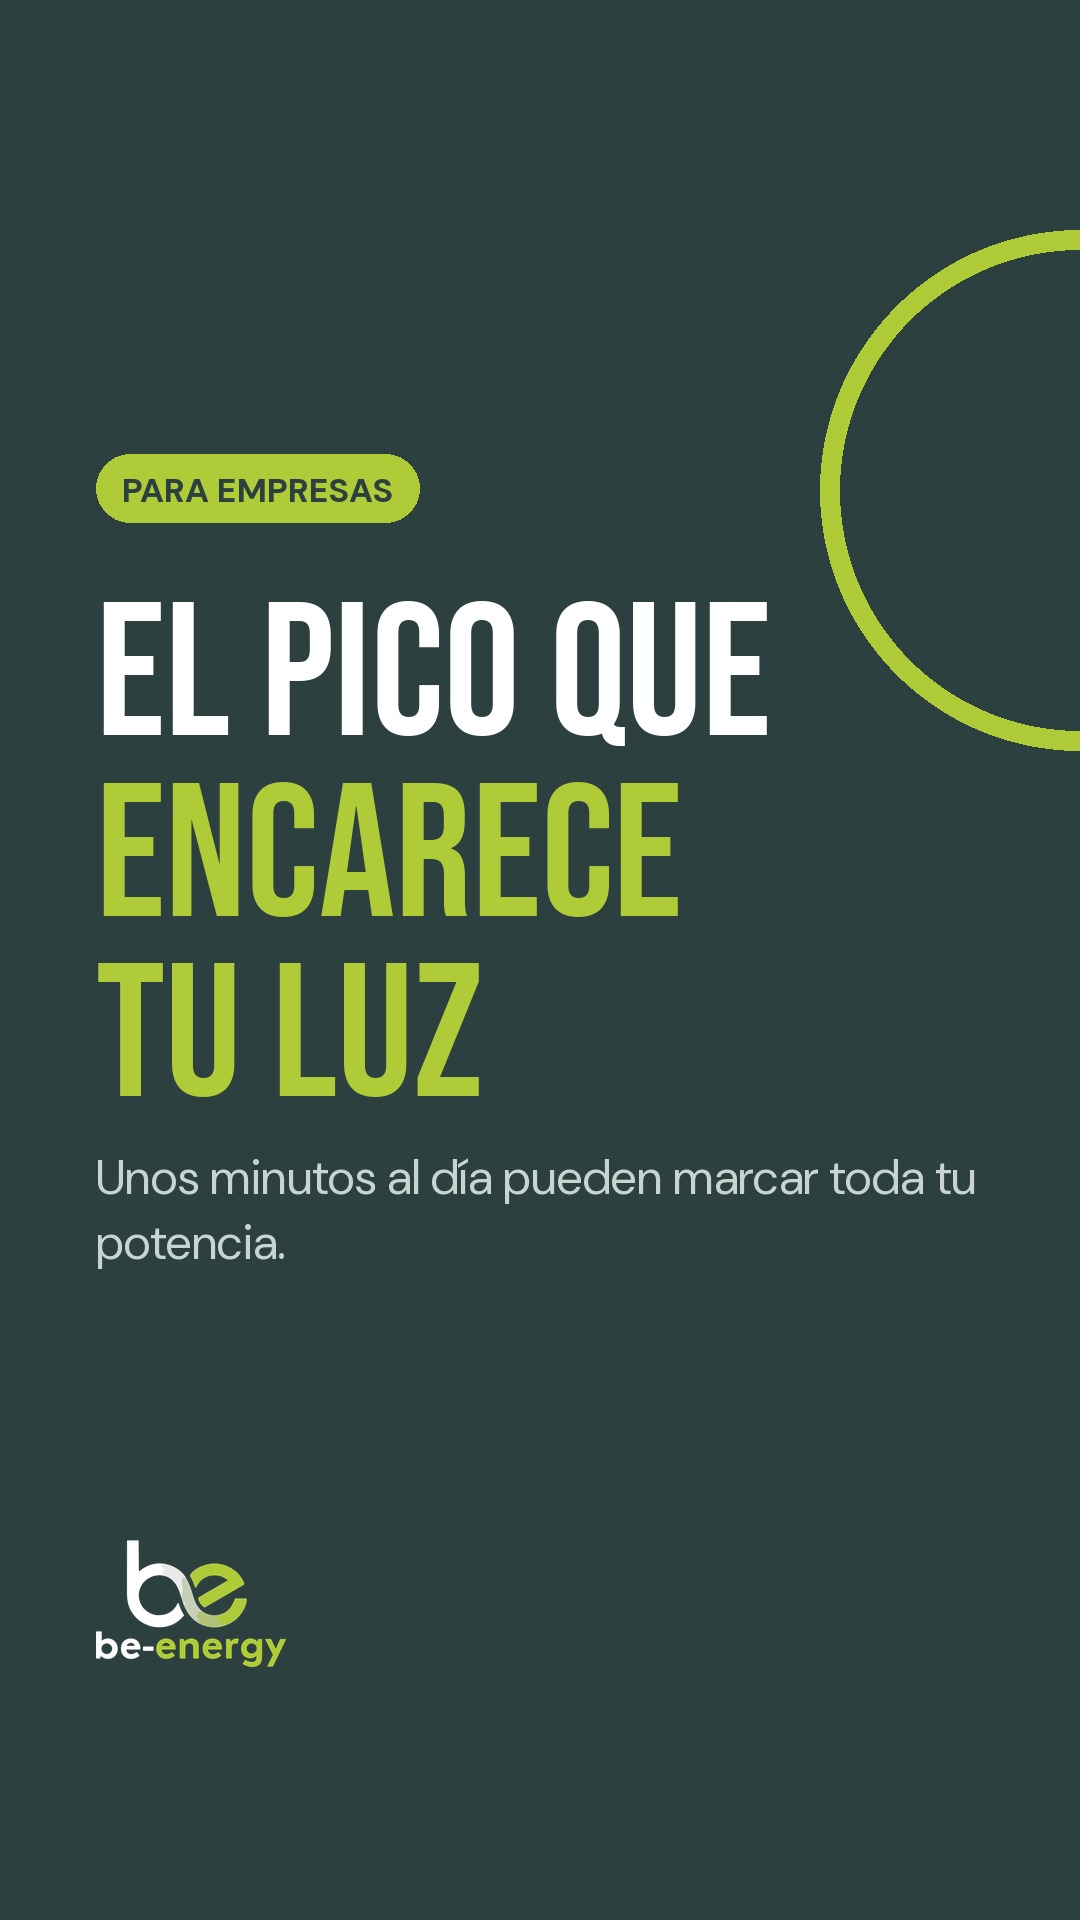 PARA EMPRESAS
EL PICO QUE
ENCARECE
TU LUZ
Unos minutos al día pueden marcar toda tu
potencia.
be
be-energy